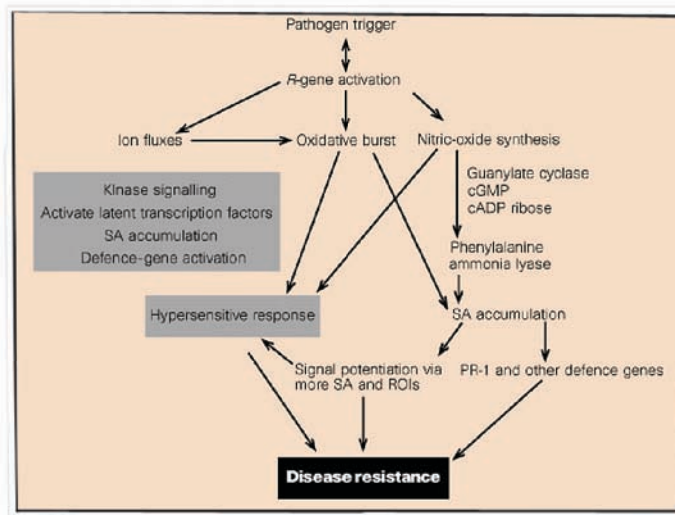 Pathogen trigger
R-gene activation
Ion fluxes
Oxidative burst
Nitric-oxide synthesis
Guanylate cyclase
cGMP
cADP ribose
Kinase signalling
Activate latent transcription factors
SA accumulation
Defence-gene activation
Phenylalanine
ammonia lyase
Hypersensitive response
SA accumulation
Signal potentiation via
more SA and ROIs
PR-1 and other defence genes
Disease resistance